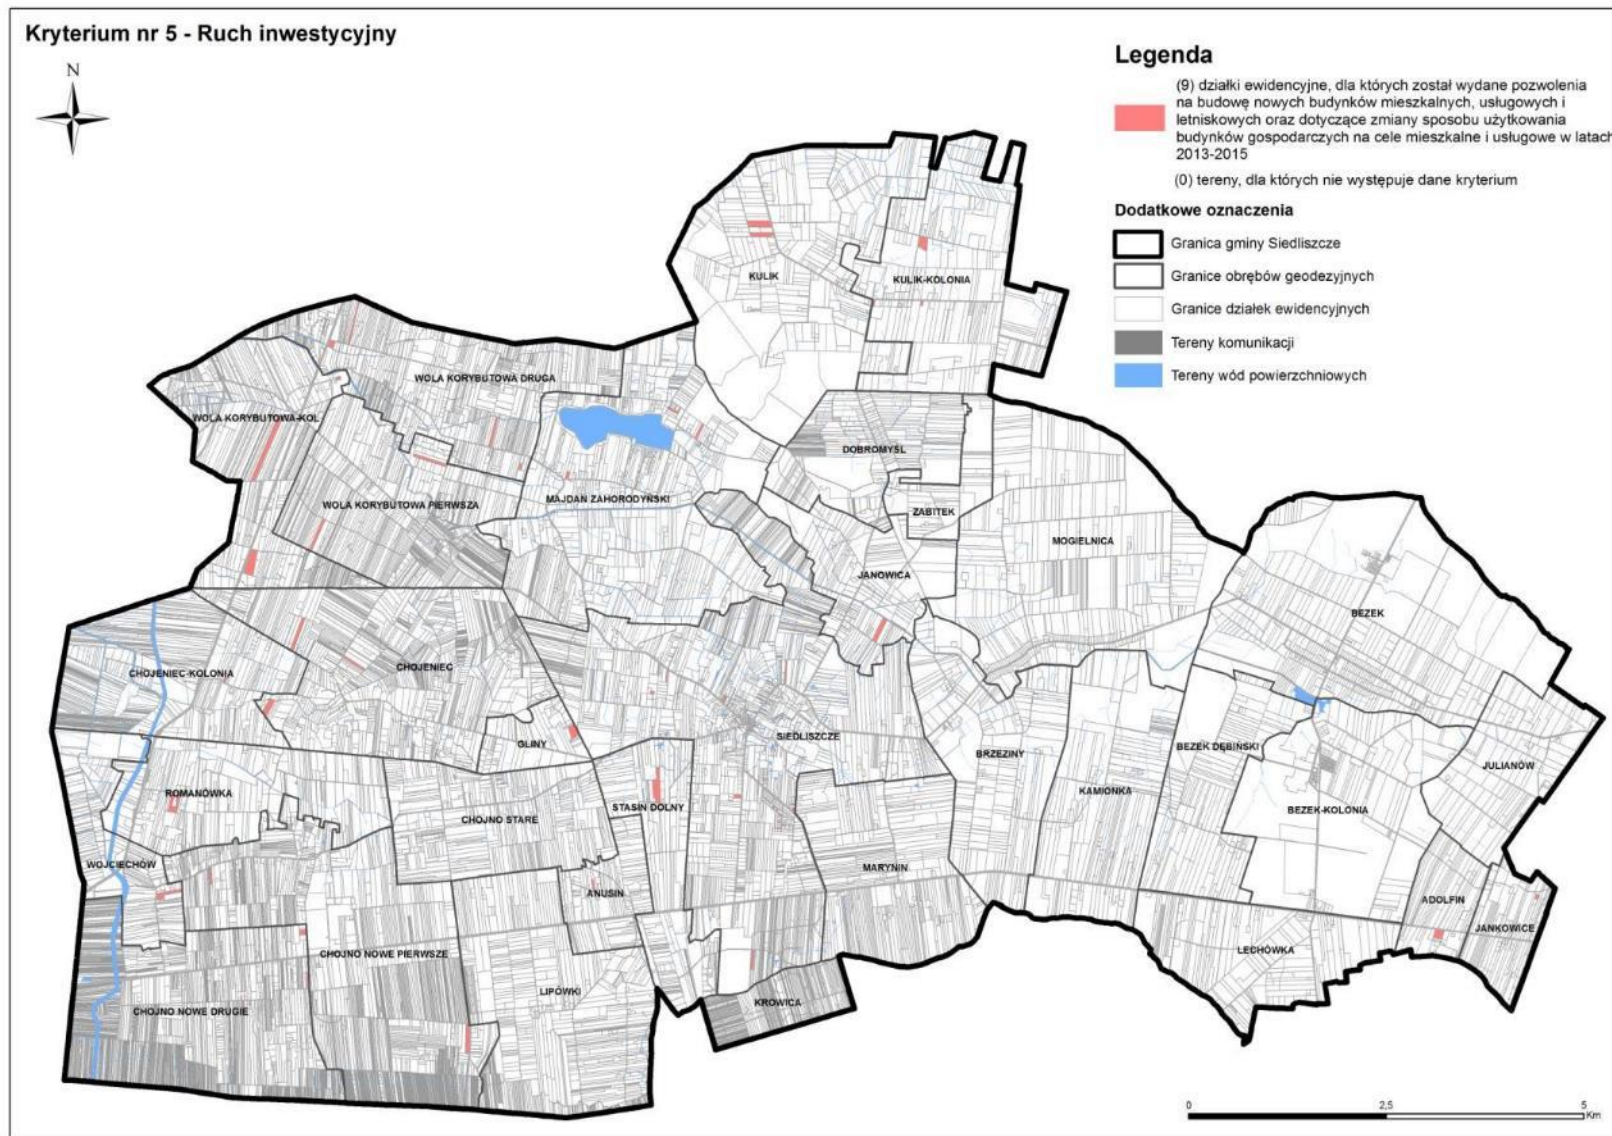 Kryterium nr 5 - Ruch inwestycyjny
N
Legenda
(9) działki ewidencyjne, dla których został wydane pozwolenia
na budowę nowych budynków mieszkalnych, usługowych i
letniskowych oraz dotyczące zmiany sposobu użytkowania
budynków gospodarczych na cele mieszkalne i usługowe w latach
2013-2015
(0) tereny, dla których nie występuje dane kryterium
Dodatkowe oznaczenia
Granica gminy Siedliszcze
Granice obrębów geodezyjnych
Granice działek ewidencyjnych
Tereny komunikacji
Tereny wód powierzchniowych
KULIK
KULIK-KOLONIA
WOLA KORYBUTOWA DRUGA
WOLA KORYBUTOWA-KOL
DOBROMYŚL
MAJDAN ZAHORODYŃSKI
WOLA KORYBUTOWA PIERWSZA
ZABITEK
MOGIELNICA
JANOWICA
BEZEK
CHOJENIEC
CHOJENIEC-KOLONIA
SIEDLISZCZE
GLINY
BRZEZINY
BEZEK DĘBIŃSKI
JULIANÓW
ROMANÓWKA
KAMIONKA
STASIN DOLNY
BEZEK-KOLONIA
CHOJNO STARE
WOJCIECHÓW
MARYNIN
ANUSIN
ADOLFIN
JANKOWICE
LECHÓWKA
CHOJNO NOWE PIERWSZE
LIPÓWKI
KROWICA
CHOJNO NOWE DRUGIE
0 2,5 5
Km